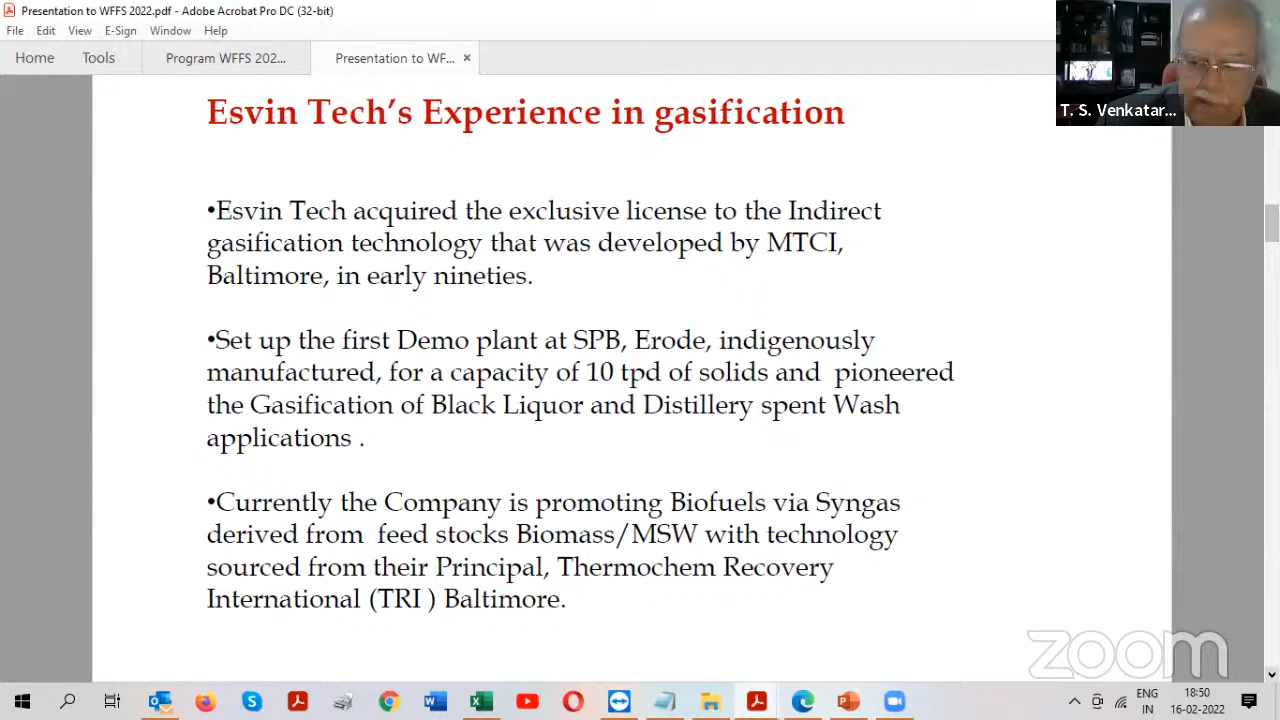 Presentation to WFFS 2022.pdf - Adobe Acrobat Pro DC (32-bit)
File Edit View E-Sign Window Help
Home Tools Program WFFS 202... Presentation to WF... ×
T. S. Venkatar...
Esvin Tech’s Experience in gasification
•Esvin Tech acquired the exclusive license to the Indirect
gasification technology that was developed by MTCI,
Baltimore, in early nineties.
•Set up the first Demo plant at SPB, Erode, indigenously
manufactured, for a capacity of 10 tpd of solids and pioneered
the Gasification of Black Liquor and Distillery spent Wash
applications .
•Currently the Company is promoting Biofuels via Syngas
derived from feed stocks Biomass/MSW with technology
sourced from their Principal, Thermochem Recovery
International (TRI ) Baltimore.
zoom
ENG
IN
18:50
16-02-2022